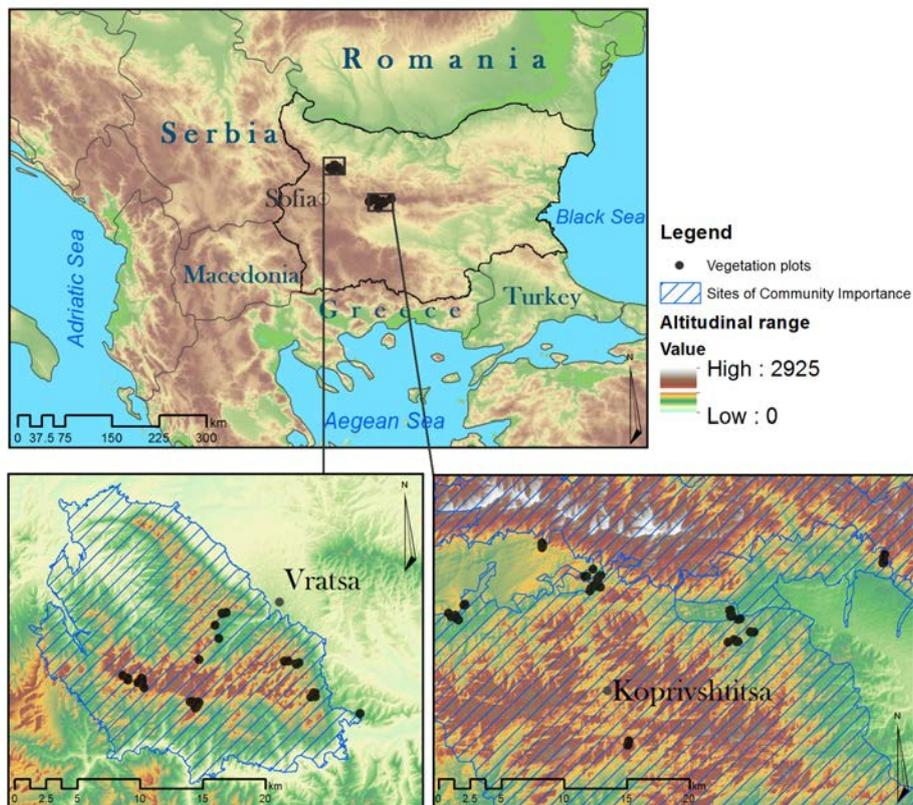 Romania
Serbia
Sofia
Black Sea
Adriatic Sea
Macedonia
Greece
Turkey
Aegean Sea
N
0 37.5 75 150 225 300
km
Legend
Vegetation plots
Sites of Community Importance
Altitudinal range
Value
High : 2925
Low : 0
N
Vratsa
0 2.5 5 10 15 20
km
Koprivshtitsa
N
0 2.5 5 10 15 20
km